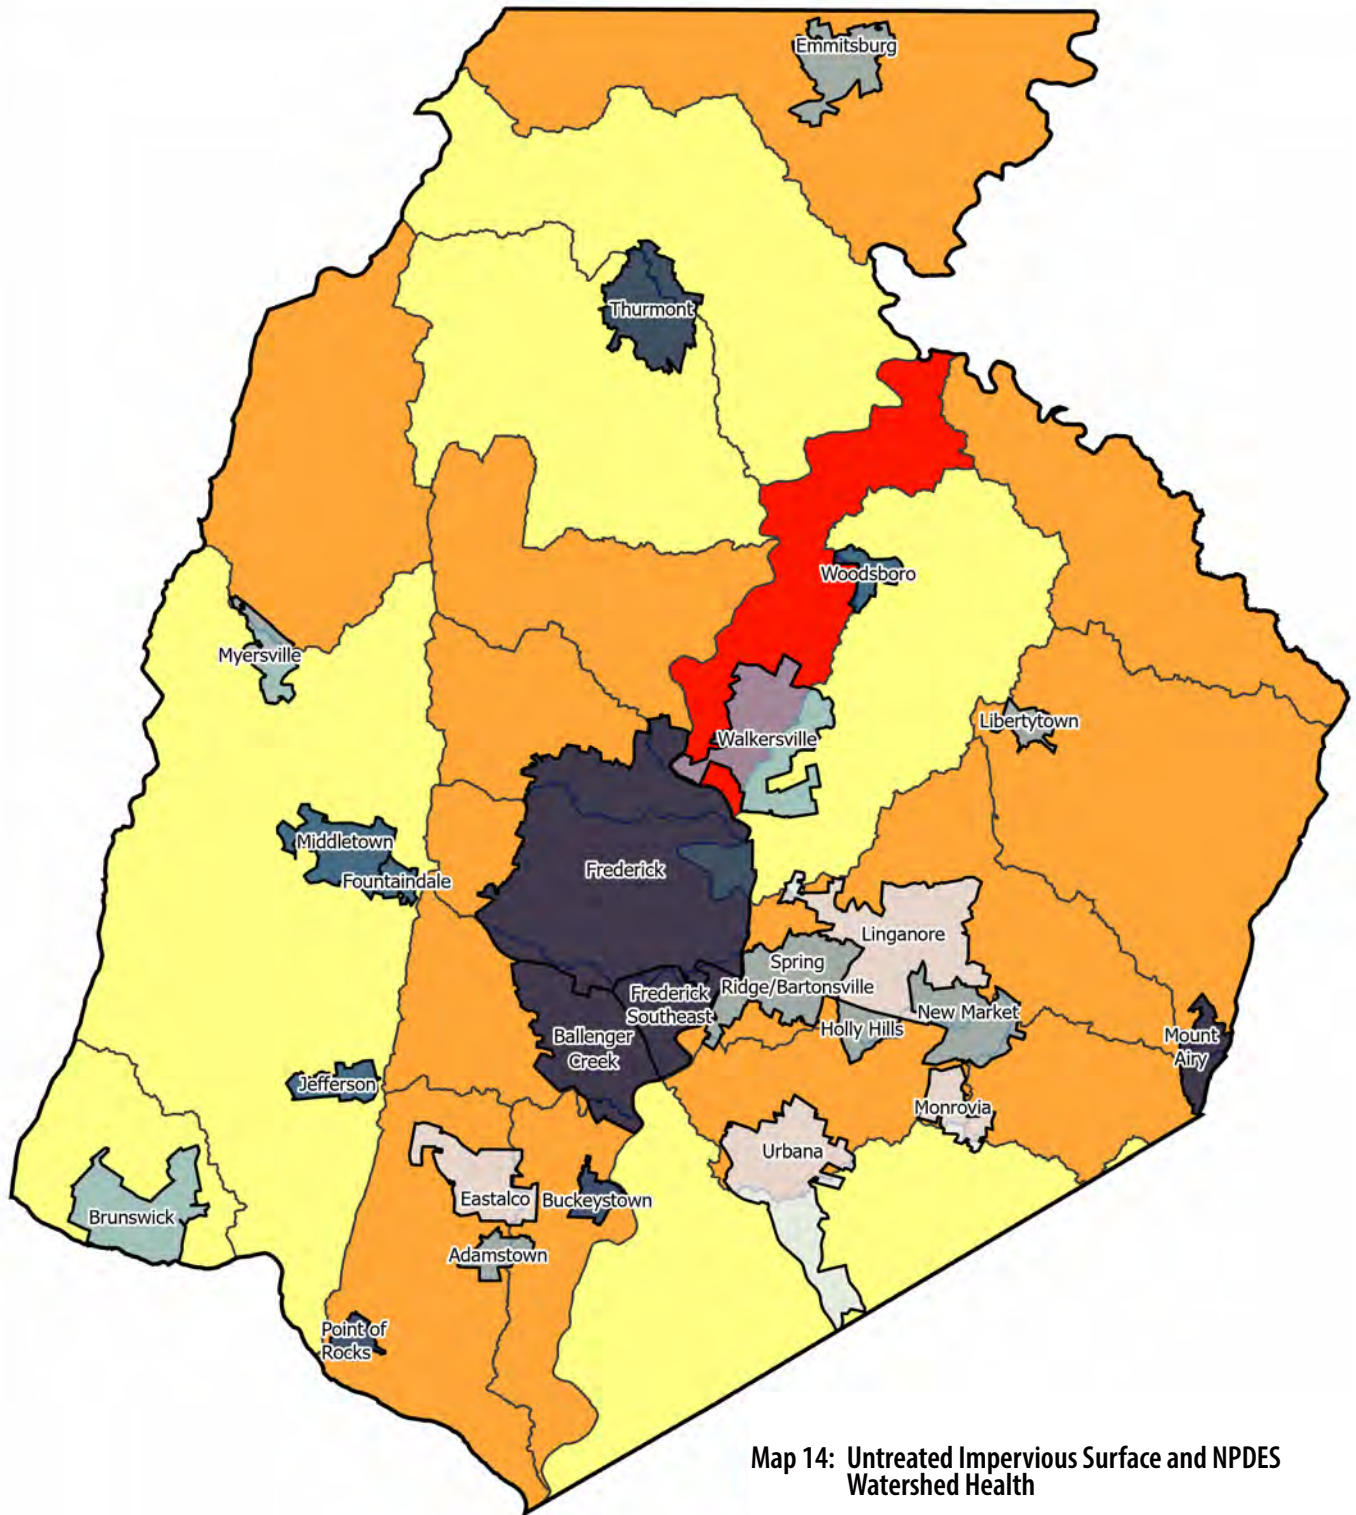 Emmitsburg
Thurmont
Woodsboro
Myersville
Libertytown
Walkersville
Middletown
Fountaindale
Frederick
Linganore
Spring
Ridge/Bartonsville
Frederick
Southeast
New Market
Holly Hills
Ballenger
Creek
Mount
Airy
Jefferson
Monrovia
Urbana
Eastalco
Buckeystown
Brunswick
Adamstown
Point of
Rocks
Map 14: Untreated Impervious Surface and NPDES
Watershed Health